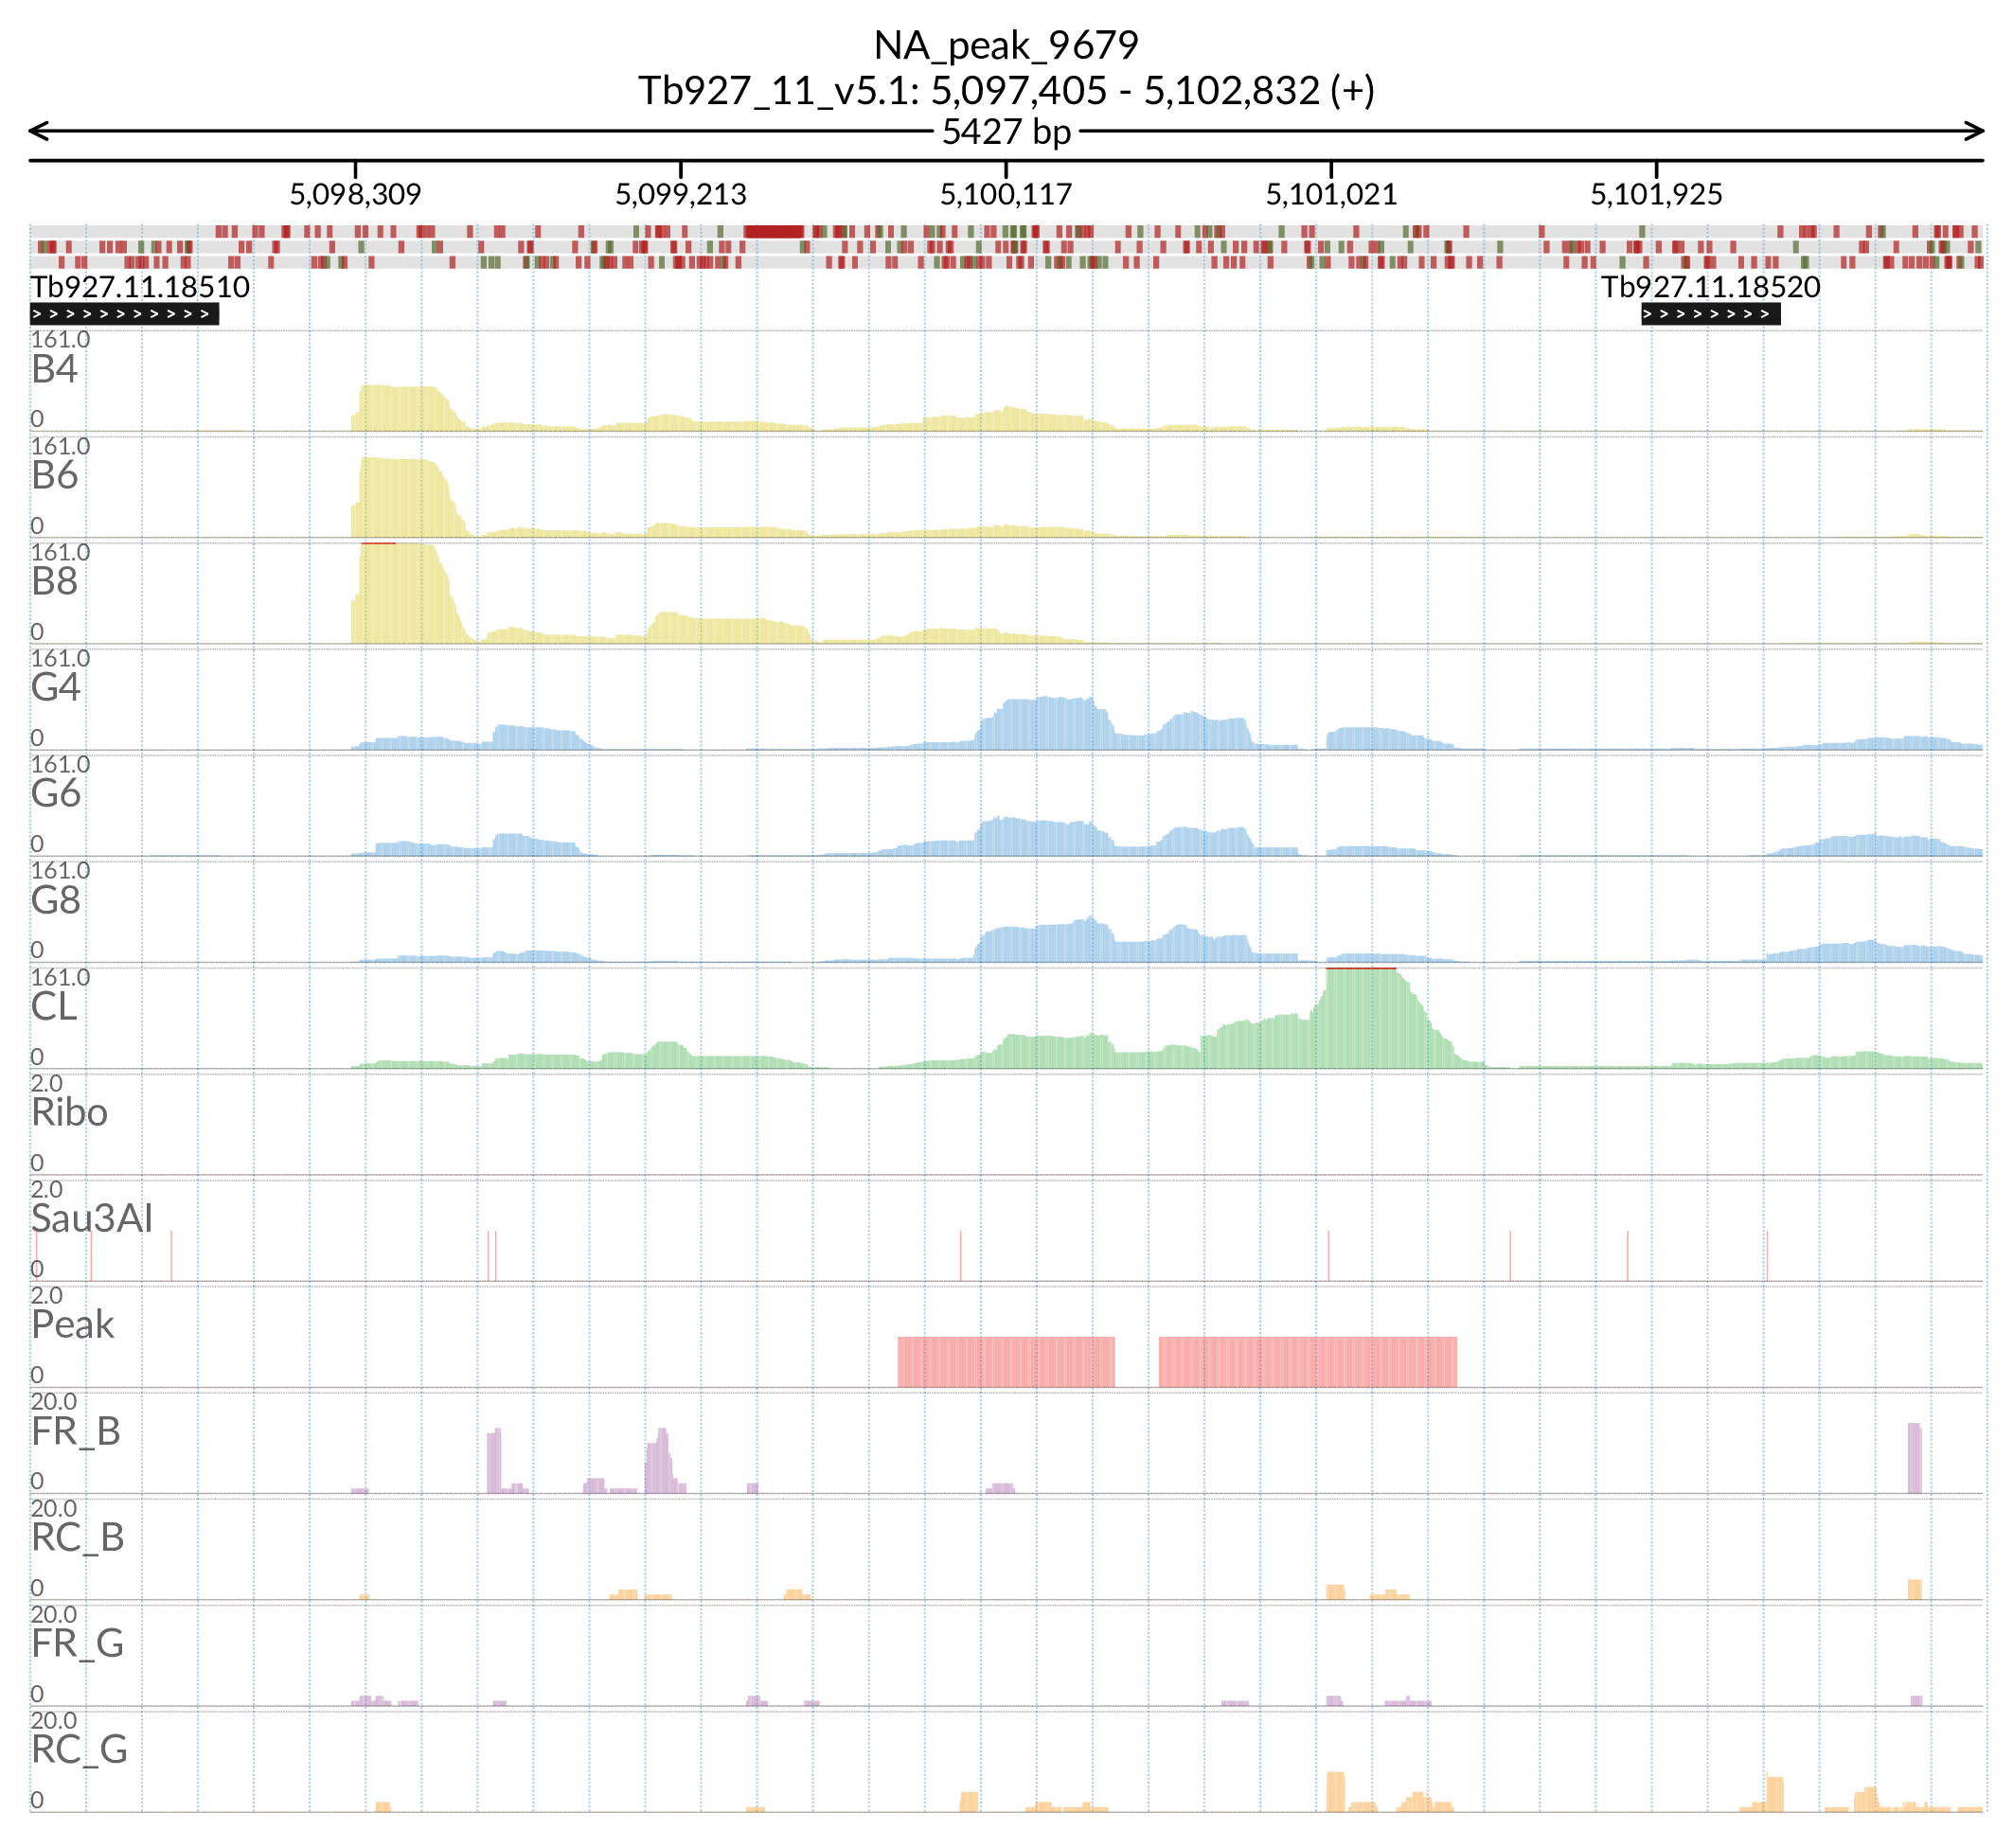 NA_peak_9679
Tb927_11_v5.1: 5,097,405 - 5,102,832 (+)
5427 bp
5,098,309 5,099,213 5,100,117 5,101,021 5,101,925
Tb927.11.18510 Tb927.11.18520
161.0
B4
0
161.0
B6
0
161.0
B8
0
161.0
G4
0
161.0
G6
0
161.0
G8
0
161.0
CL
0
2.0
Ribo
0
2.0
Sau3AI
0
2.0
Peak
0
20.0
FR_B
0
20.0
RC_B
0
20.0
FR_G
0
20.0
RC_G
0